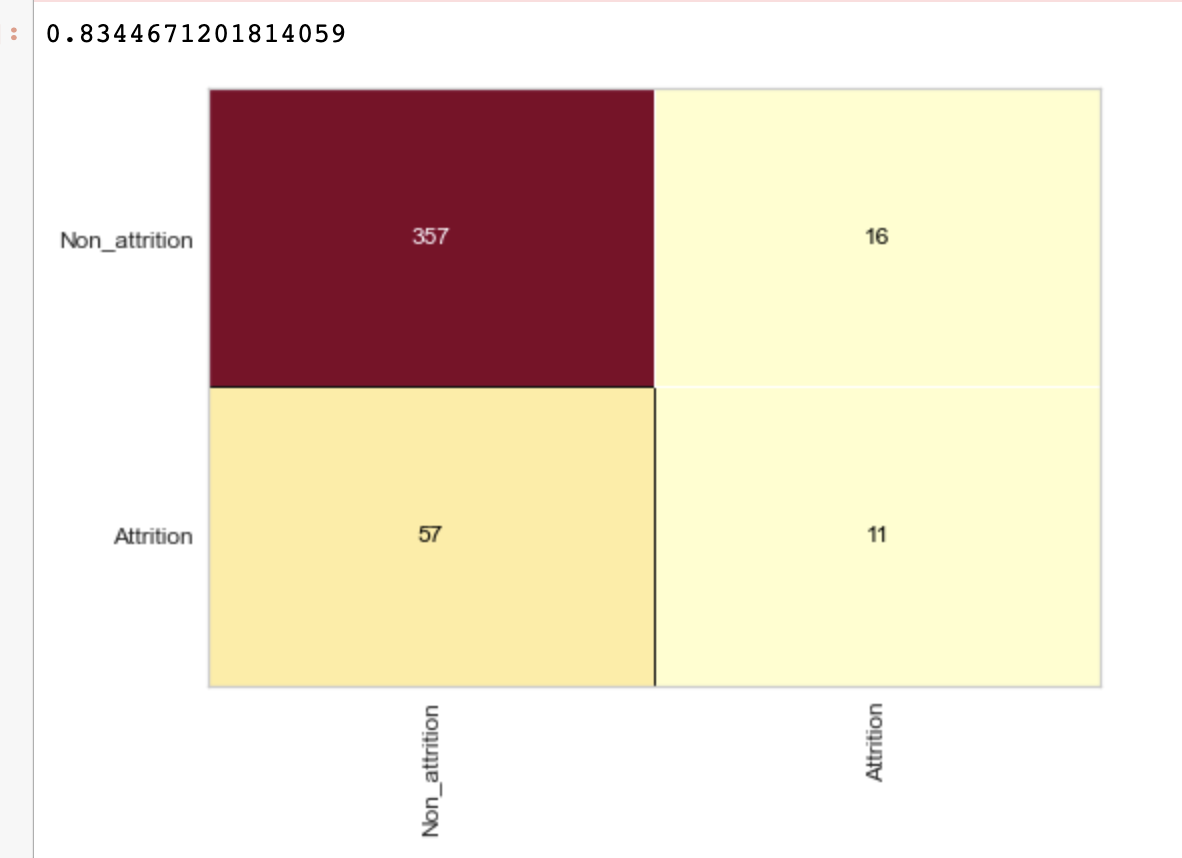 : 0.8344671201814059
Non_attrition
357
16
Attrition
57
11
Non_attrition
Attrition